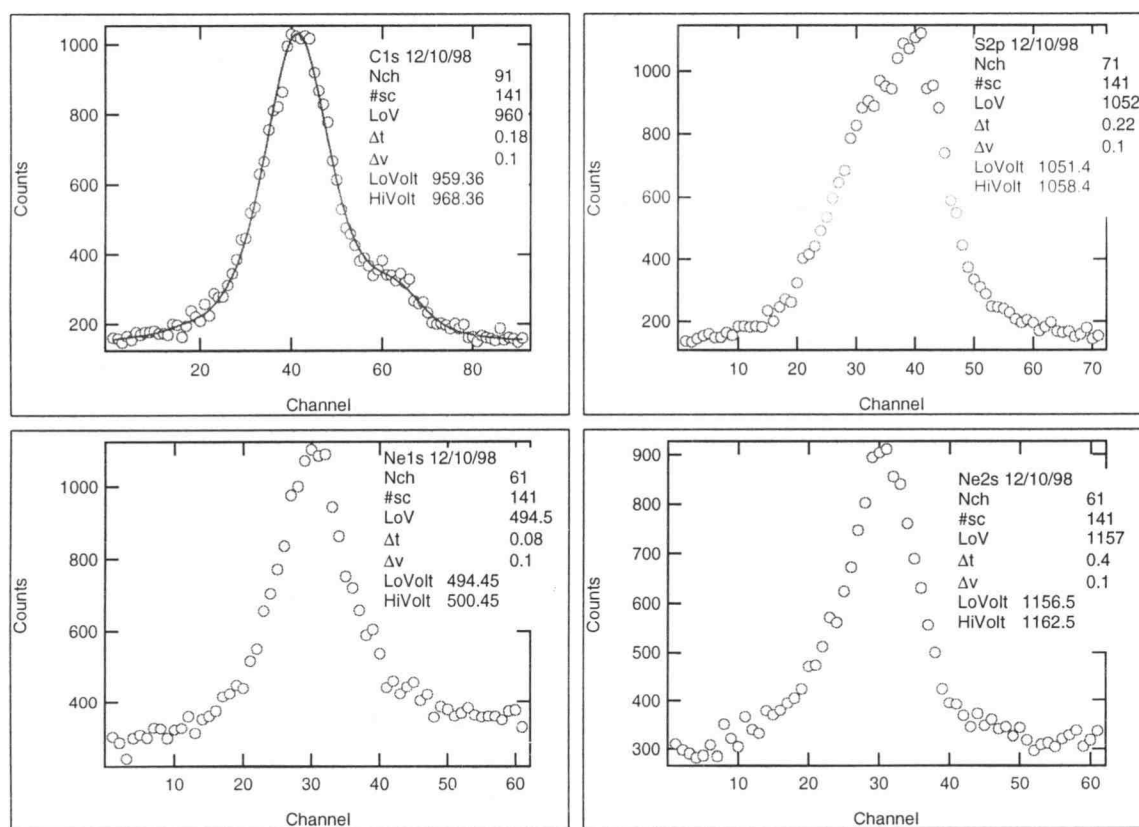 C1s 12/10/98
Nch 91
#sc 141
LoV 960
Δt 0.18
Δv 0.1
LoVolt 959.36
HiVolt 968.36
Counts
1000
800
600
400
200
20 40 60 80
Channel
S2p 12/10/98
Nch 71
#sc 141
LoV 1052
Δt 0.22
Δv 0.1
LoVolt 1051.4
HiVolt 1058.4
Counts
1000
800
600
400
200
10 20 30 40 50 60 70
Channel
Ne1s 12/10/98
Nch 61
#sc 141
LoV 494.5
Δt 0.08
Δv 0.1
LoVolt 494.45
HiVolt 500.45
Counts
1000
1000
800
600
400
10 20 30 40 50 60
Channel
Ne2s 12/10/98
Nch 61
#sc 141
LoV 1157
Δt 0.4
Δv 0.1
LoVolt 1156.5
HiVolt 1162.5
Counts
900
800
700
600
500
400
300
10 20 30 40 50 60
Channel